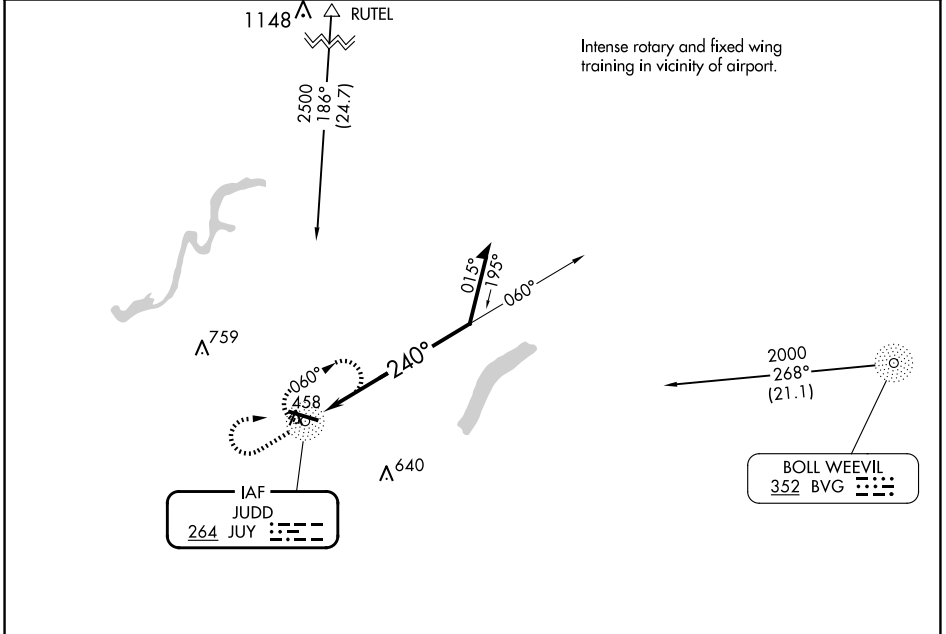 1148
RUTEL
Intense rotary and fixed wing
training in vicinity of airport.
2500
186°
(24.7)
015°
195°
060°
759
240°
060°
458
2000
268°
(21.1)
640
BOLL WEEVIL
352 BVG
IAF
JUDD
264 JUY